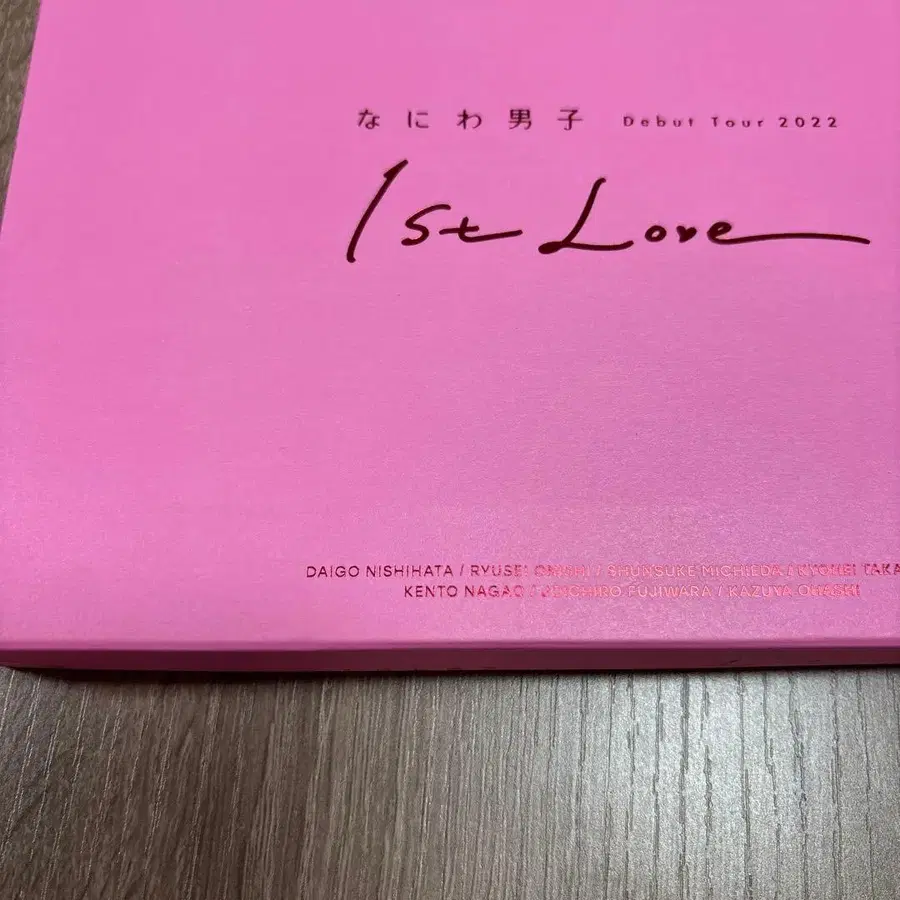 なにわ男子 Debut Tour 2022
1st Love
DAIGO NISHIHATA / RYUSEI OHNISHI / SHUNSUKE MICHIEDA / KYOHEI TAKA
KENTO NAGAO / JOICHIRO FUJIWARA / KAZUYA OHASHI